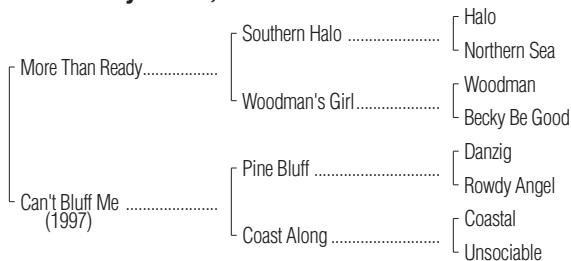 Halo
Southern Halo ..................
Northern Sea
More Than Ready..................
Woodman
Woodman's Girl..................
Becky Be Good
Danzig
Pine Bluff ..................
Rowdy Angel
Can't Bluff Me ..................
(1997)
Coastal
Coast Along ..................
Unsociable